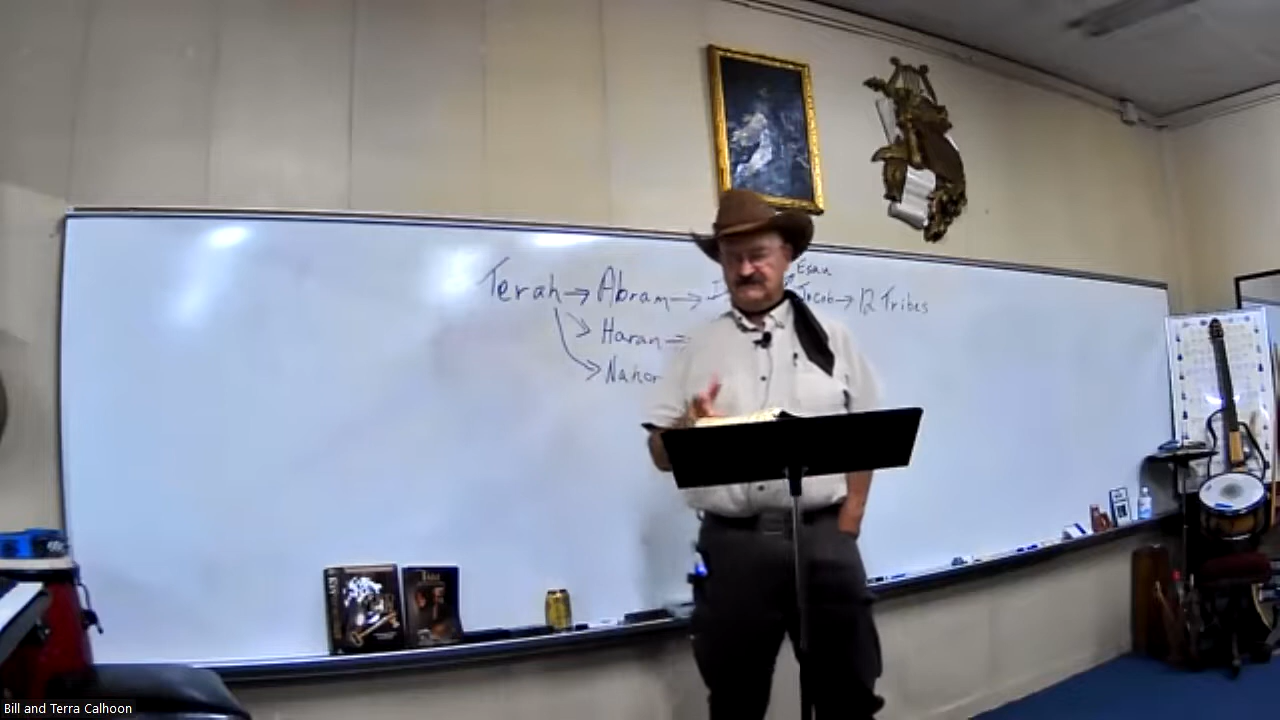 Esau
Terah → Abram → I Jacob → 12 Tribes
Haran →
Nahor
Bill and Terra Calhoon